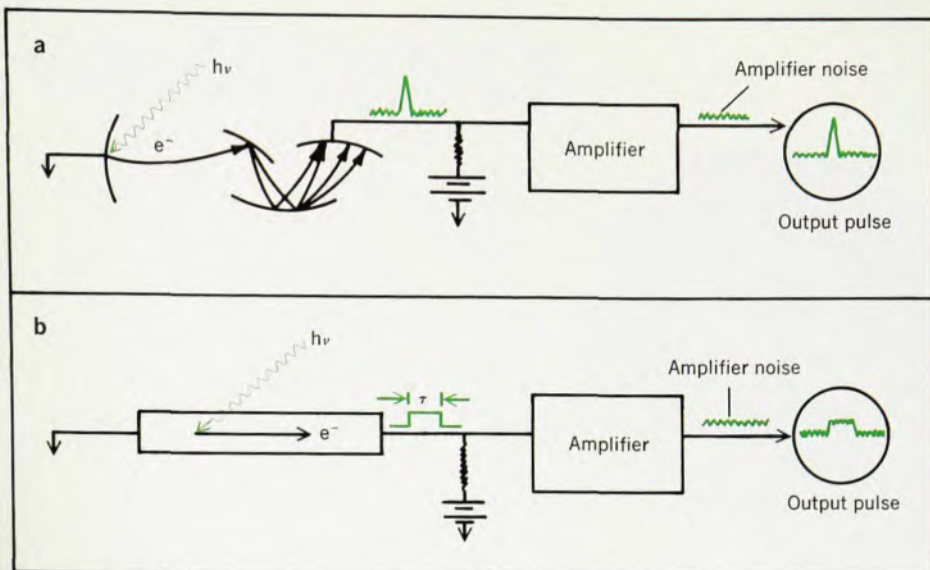 a
hν
e⁻
Amplifier
Amplifier noise
Output pulse
b
hν
e⁻
τ
Amplifier
Amplifier noise
Output pulse